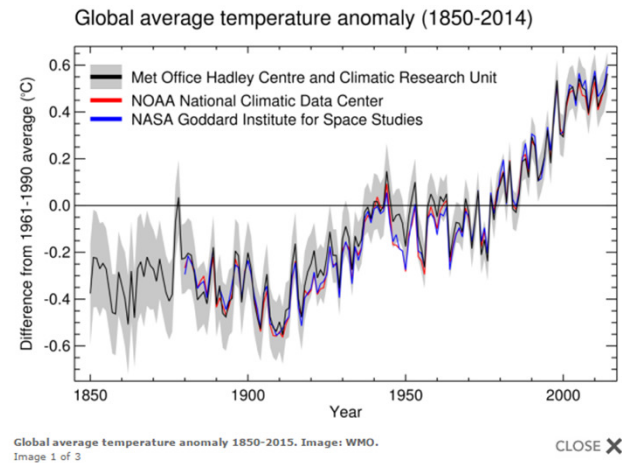 Global average temperature anomaly (1850-2014)
Difference from 1961-1990 average (°C)
0.6
0.4
0.2
0.0
-0.2
-0.4
-0.6
Met Office Hadley Centre and Climatic Research Unit
NOAA National Climatic Data Center
NASA Goddard Institute for Space Studies
1850
1900
1950
2000
Year
Global average temperature anomaly 1850-2015. Image: WMO.
Image 1 of 3
CLOSE X